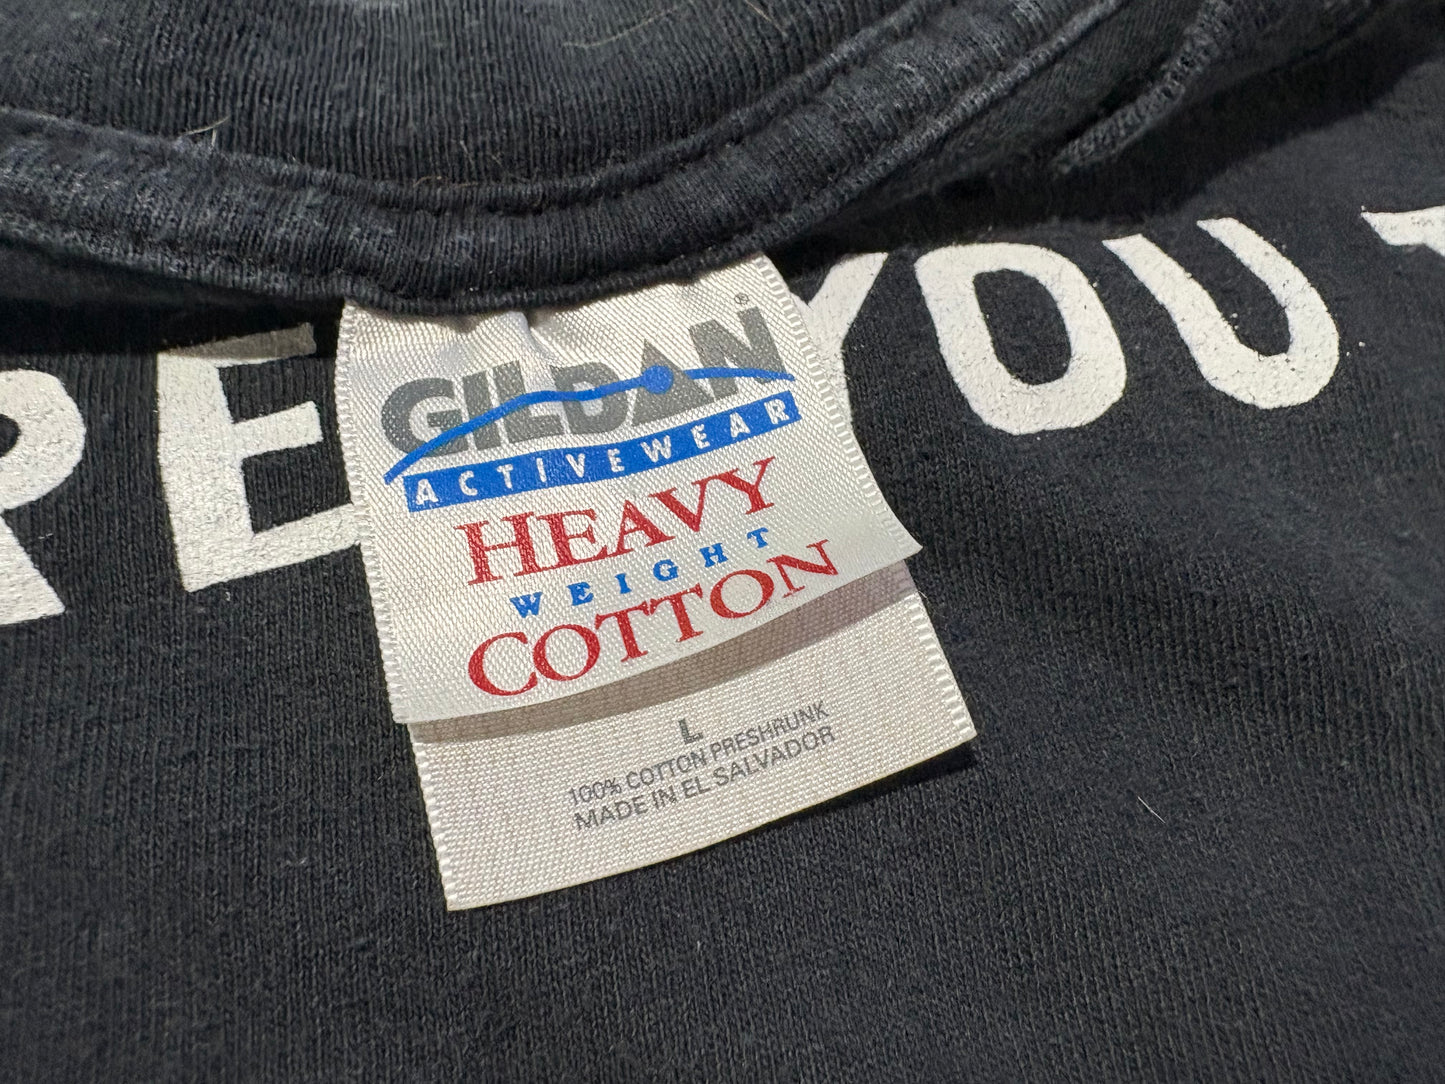 RE YOU
GILDAN®
ACTIVEWEAR
HEAVY
WEIGHT
COTTON
L
100% COTTON PRESHRUNK
MADE IN EL SALVADOR